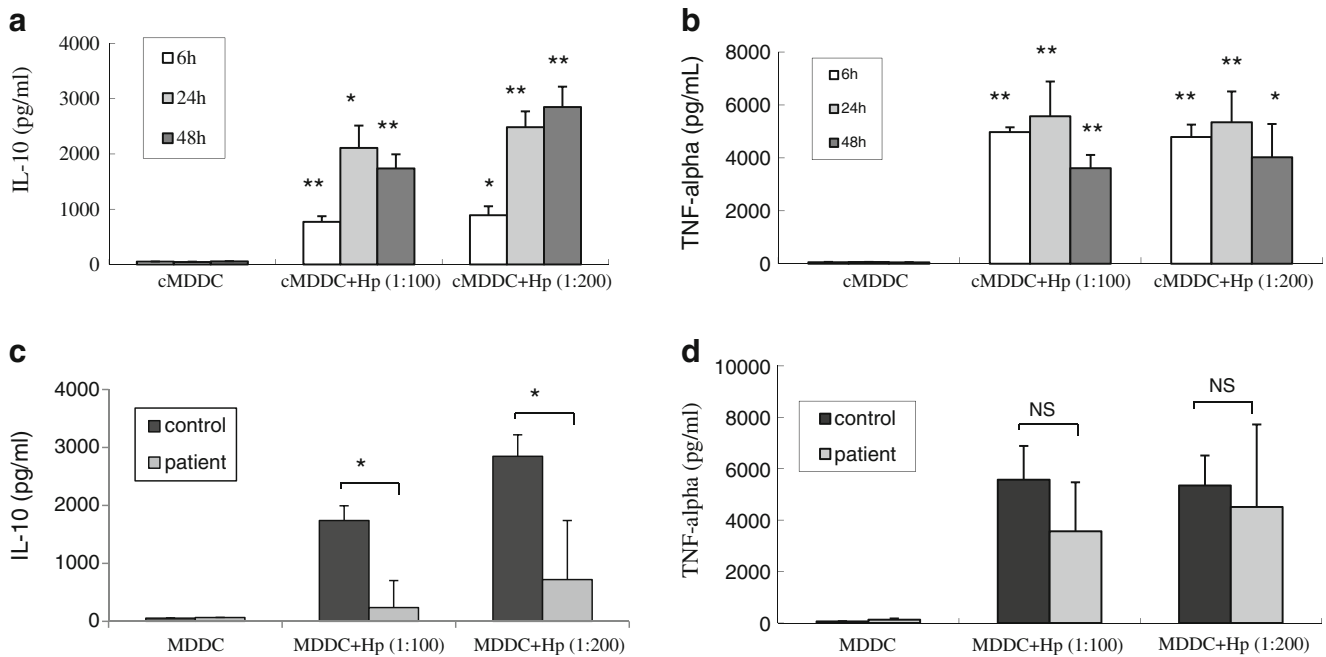 a
IL-10 (pg/ml)
4000
3000
2000
1000
0
6h
24h
48h
**
*
**
*
**
**
cMDDC
cMDDC+Hp (1:100)
cMDDC+Hp (1:200)
b
TNF-alpha (pg/mL)
8000
6000
4000
2000
0
6h
24h
48h
**
**
**
**
**
*
cMDDC
cMDDC+Hp (1:100)
cMDDC+Hp (1:200)
c
IL-10 (pg/ml)
4000
3000
2000
1000
0
control
patient
*
*
MDDC
MDDC+Hp (1:100)
MDDC+Hp (1:200)
d
TNF-alpha (pg/ml)
10000
8000
6000
4000
2000
0
control
patient
NS
NS
MDDC
MDDC+Hp (1:100)
MDDC+Hp (1:200)